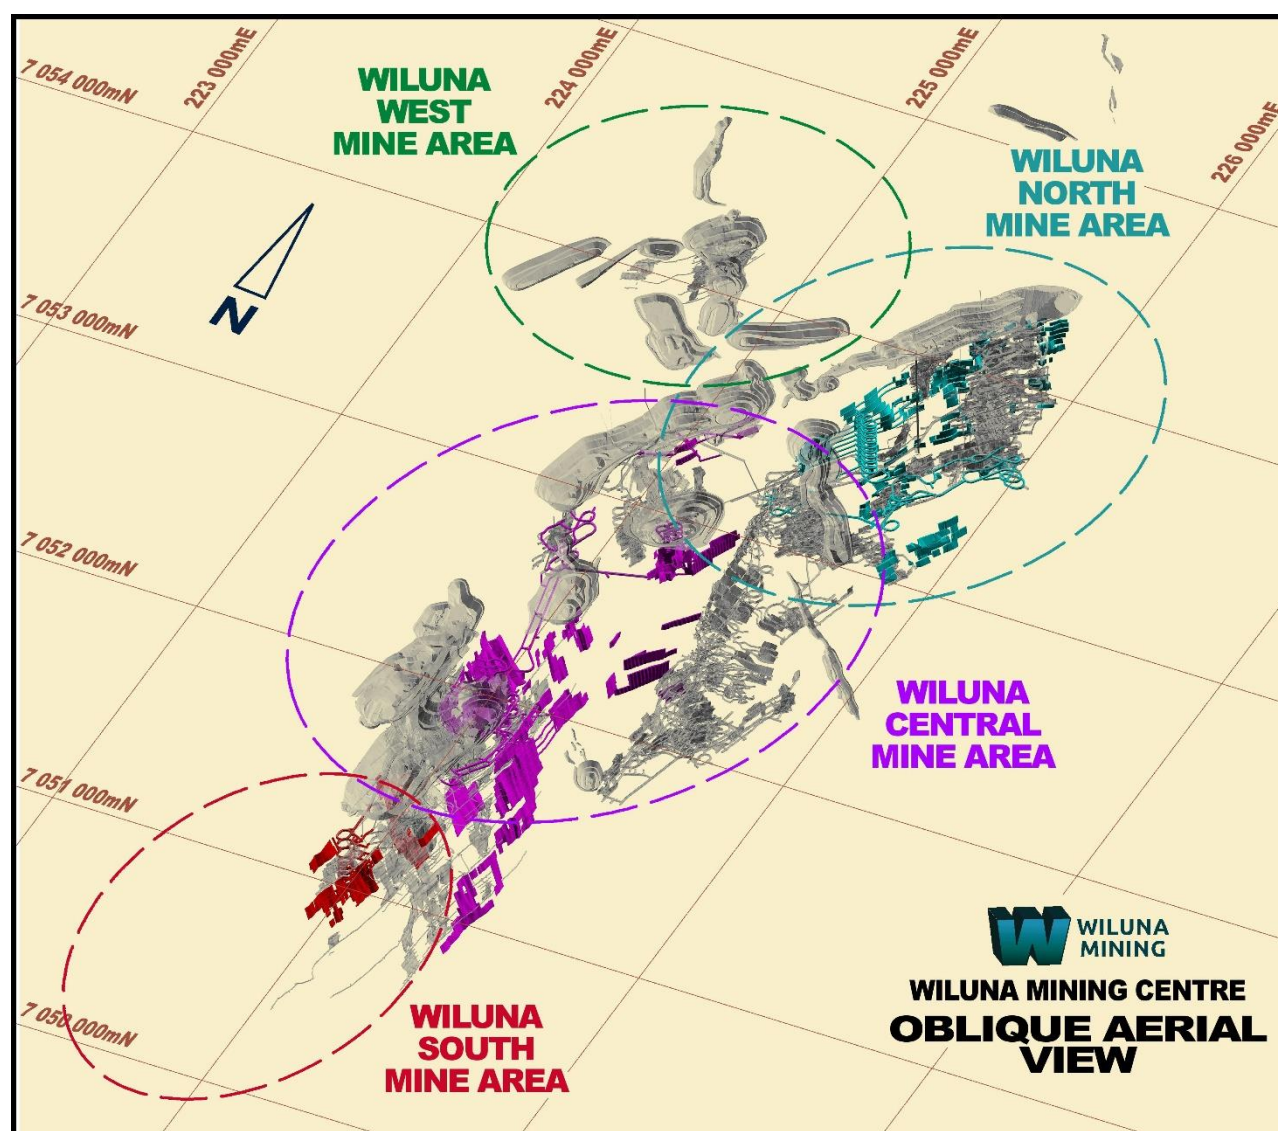 7 054 000mN
223 000mE
224 000mE
225 000mE
226 000mE
WILUNA
WEST
MINE AREA
WILUNA
NORTH
MINE AREA
N
7 053 000mN
7 052 000mN
WILUNA
CENTRAL
MINE AREA
7 051 000mN
7 050 000mN
WILUNA
SOUTH
MINE AREA
W WILUNA
MINING
WILUNA MINING CENTRE
OBLIQUE AERIAL
VIEW